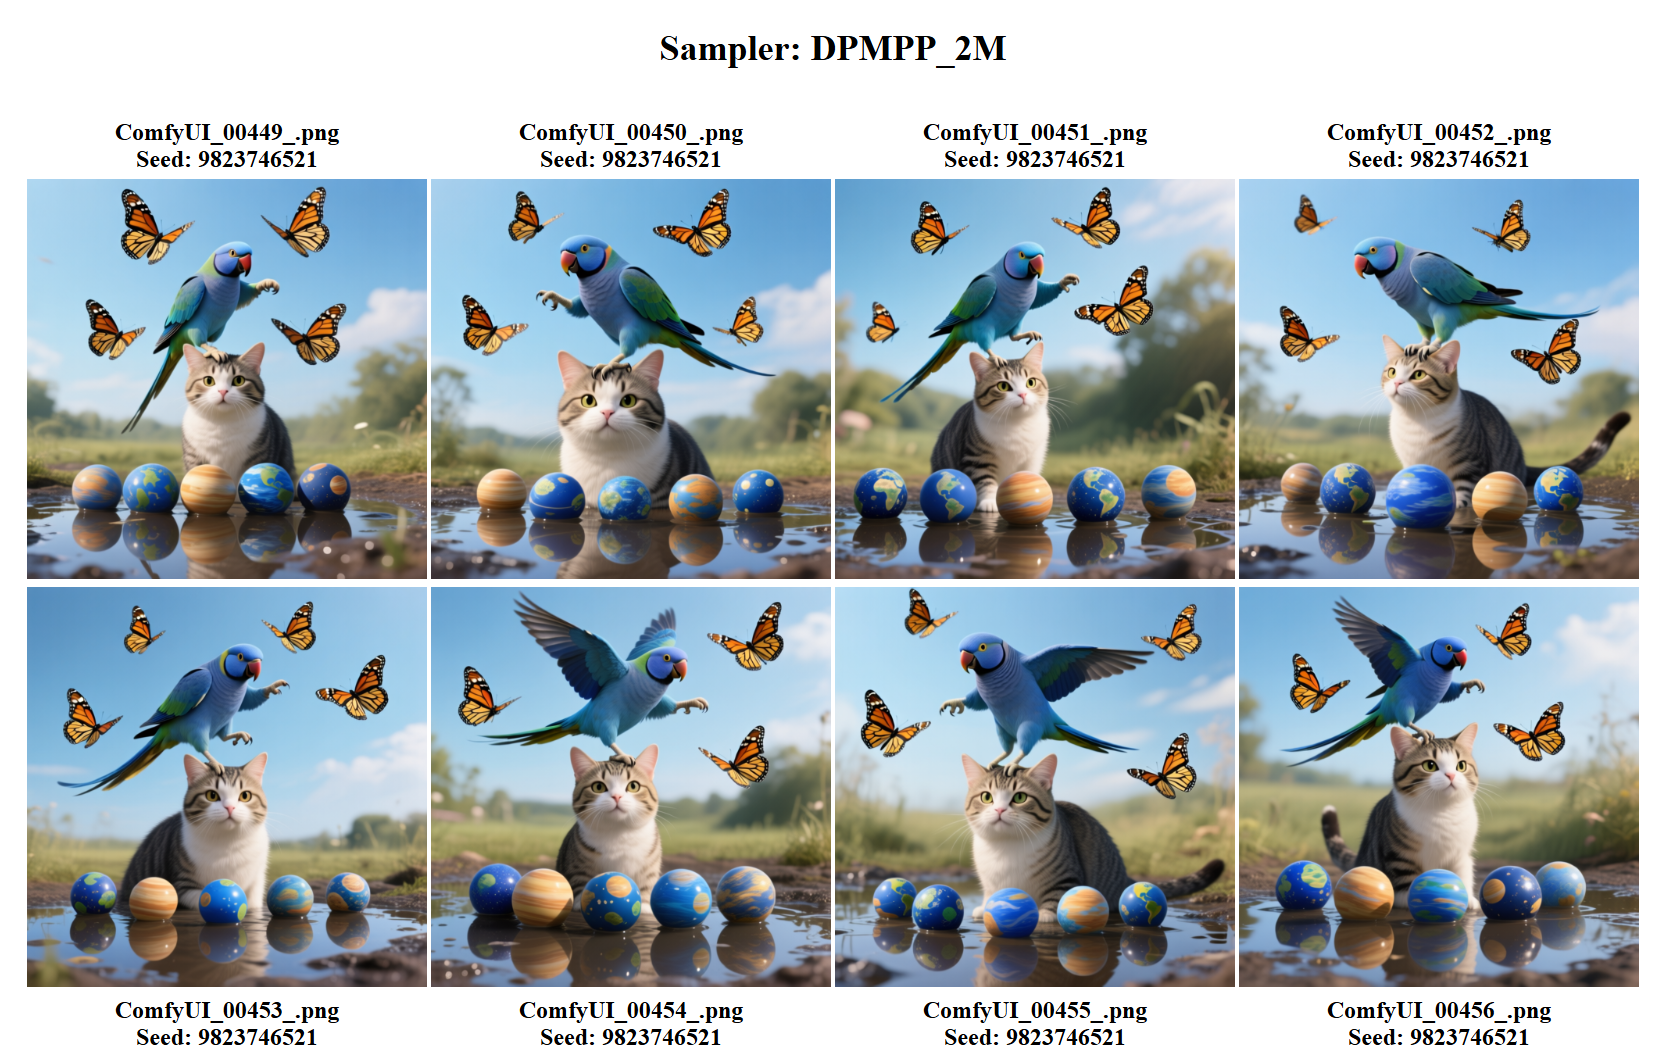 Sampler: DPMPP_2M
ComfyUI_00449_.png
Seed: 9823746521
ComfyUI_00450_.png
Seed: 9823746521
ComfyUI_00451_.png
Seed: 9823746521
ComfyUI_00452_.png
Seed: 9823746521
ComfyUI_00453_.png
Seed: 9823746521
ComfyUI_00454_.png
Seed: 9823746521
ComfyUI_00455_.png
Seed: 9823746521
ComfyUI_00456_.png
Seed: 9823746521